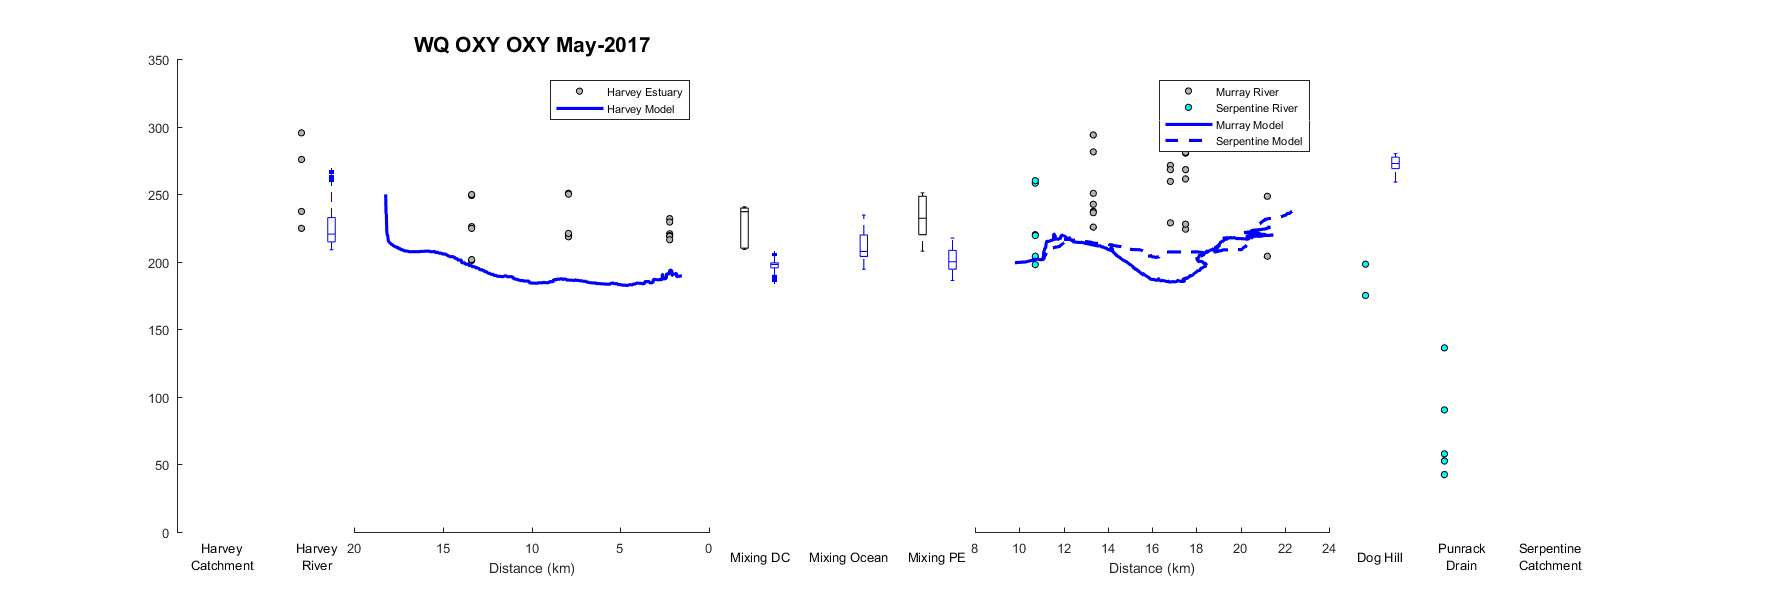 WQ OXY OXY May-2017
350
300
250
200
150
100
50
0
Harvey Estuary
Harvey Model
Murray River
Serpentine River
Murray Model
Serpentine Model
Harvey
Catchment
Harvey
River
20 15 10 5 0
Distance (km)
Mixing DC
Mixing Ocean
Mixing PE
8 10 12 14 16 18 20 22 24
Distance (km)
Dog Hill
Punrack
Drain
Serpentine
Catchment